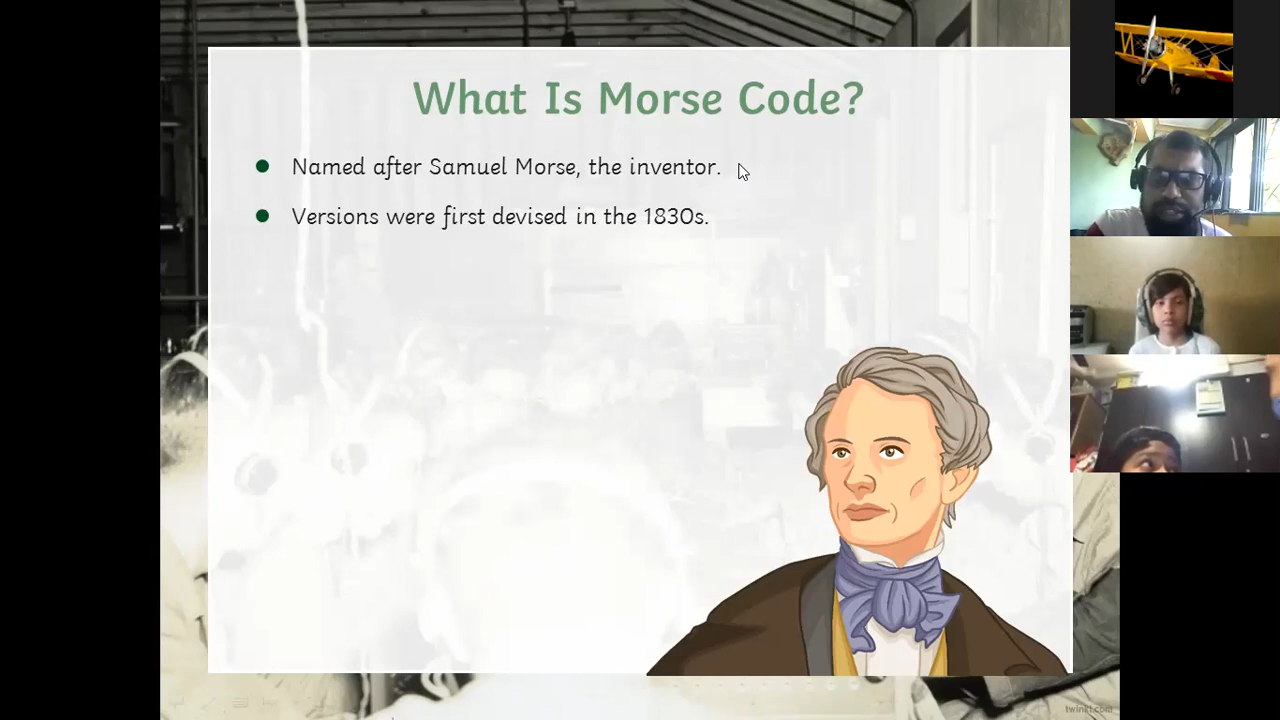 What Is Morse Code?
Named after Samuel Morse, the inventor.
Versions were first devised in the 1830s.
twinkl.com